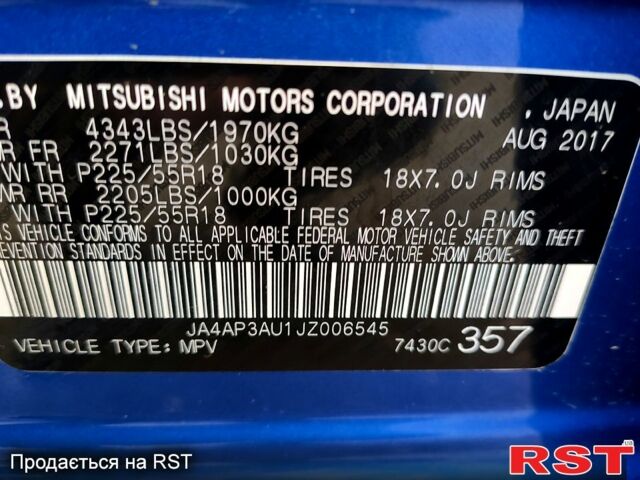 .BY MITSUBISHI MOTORS CORPORATION . JAPAN
R 4343LBS/1970KG AUG 2017
R FR 2271LBS/1030KG
WITH P225/55R18 TIRES 18X7.0J RIMS
WR RR 2205LBS/1000KG
WITH P225/55R18 TIRES 18X7.0J RIMS
S VEHICLE CONFORMS TO ALL APPLICABLE FEDERAL MOTOR VEHICLE SAFETY AND THEFT
EVENTION STANDARDS IN EFFECT ON THE DATE OF MANUFACTURE SHOWN ABOVE.
JA4AP3AU1JZ006545
VEHICLE TYPE: MPV 7430C 357
Продається на RST
RST